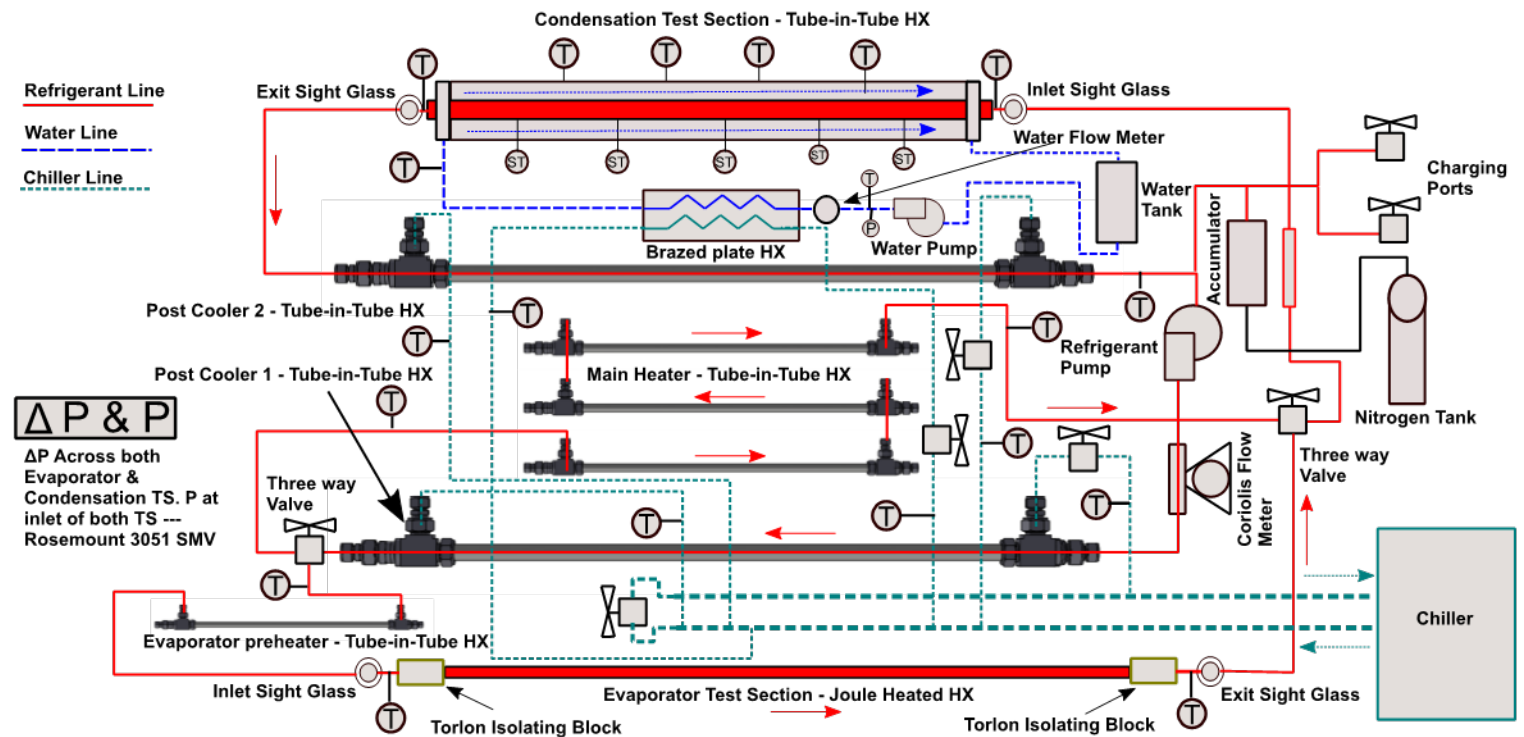 Condensation Test Section - Tube-in-Tube HX
T
T
T
T
T
T
Refrigerant Line
Exit Sight Glass
Inlet Sight Glass
Water Line
Water Flow Meter
Chiller Line
ST
ST
ST
ST
ST
T
T
P
Charging
Ports
Water
Tank
Accumulator
Water Pump
Brazed plate HX
Post Cooler 2 - Tube-in-Tube HX
T
T
T
T
Refrigerant
Pump
Post Cooler 1 - Tube-in-Tube HX
Main Heater - Tube-in-Tube HX
T
Nitrogen Tank
Δ P & P
ΔP Across both
Evaporator &
Condensation TS. P at
inlet of both TS ---
Rosemount 3051 SMV
Three way
Valve
T
Three way
Valve
Coriolis Flow
Meter
T
T
T
T
Evaporator preheater - Tube-in-Tube HX
Chiller
Inlet Sight Glass
Evaporator Test Section - Joule Heated HX
Exit Sight Glass
T
T
Torlon Isolating Block
Torlon Isolating Block